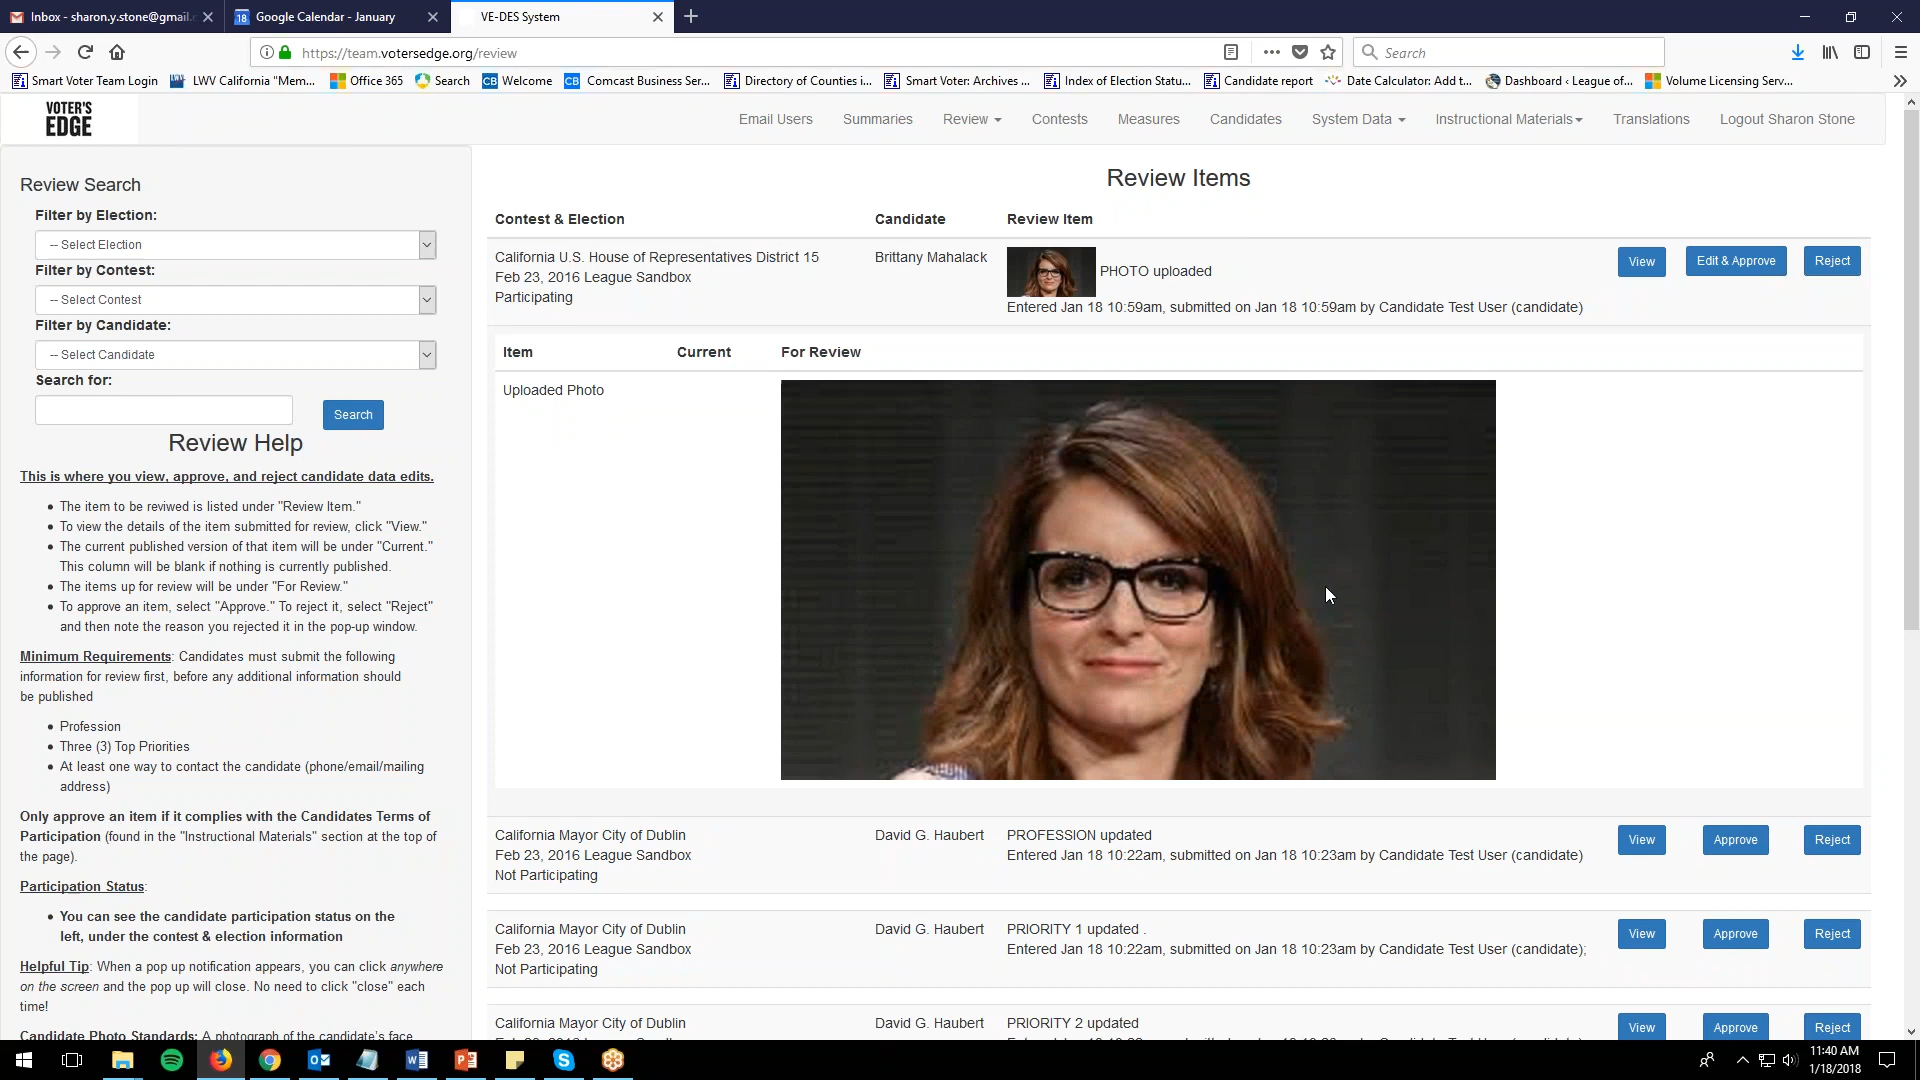 Inbox - sharon.y.stone@gmail.
Google Calendar - January
VE-DES System
https://team.votersedge.org/review
Search
Smart Voter Team Login
LWV California "Mem...
Office 365
Search
Welcome
Comcast Business Ser...
Directory of Counties i...
Smart Voter: Archives ...
Index of Election Statu...
Candidate report
Date Calculator: Add t...
Dashboard ‹ League of...
Volume Licensing Serv...
VOTER'S
EDGE
Email Users
Summaries
Review
Contests
Measures
Candidates
System Data
Instructional Materials
Translations
Logout Sharon Stone
Review Search
Filter by Election:
-- Select Election
Filter by Contest:
-- Select Contest
Filter by Candidate:
-- Select Candidate
Search for:
Search
Review Help
This is where you view, approve, and reject candidate data edits.
The item to be reviwed is listed under "Review Item."
To view the details of the item submitted for review, click "View."
The current published version of that item will be under "Current."
This column will be blank if nothing is currently published.
The items up for review will be under "For Review."
To approve an item, select "Approve." To reject it, select "Reject"
and then note the reason you rejected it in the pop-up window.
Minimum Requirements: Candidates must submit the following
information for review first, before any additional information should
be published
Profession
Three (3) Top Priorities
At least one way to contact the candidate (phone/email/mailing
address)
Only approve an item if it complies with the Candidates Terms of
Participation (found in the "Instructional Materials" section at the top of
the page).
Participation Status:
You can see the candidate participation status on the
left, under the contest & election information
Helpful Tip: When a pop up notification appears, you can click anywhere
on the screen and the pop up will close. No need to click "close" each
time!
Candidate Photo Standards: A photograph of the candidate's face
Review Items
Contest & Election
Candidate
Review Item
California U.S. House of Representatives District 15
Feb 23, 2016 League Sandbox
Participating
Brittany Mahalack
PHOTO uploaded
Entered Jan 18 10:59am, submitted on Jan 18 10:59am by Candidate Test User (candidate)
View
Edit & Approve
Reject
Item
Current
For Review
Uploaded Photo
California Mayor City of Dublin
Feb 23, 2016 League Sandbox
Not Participating
David G. Haubert
PROFESSION updated
Entered Jan 18 10:22am, submitted on Jan 18 10:23am by Candidate Test User (candidate)
View
Approve
Reject
California Mayor City of Dublin
Feb 23, 2016 League Sandbox
Not Participating
David G. Haubert
PRIORITY 1 updated .
Entered Jan 18 10:22am, submitted on Jan 18 10:23am by Candidate Test User (candidate);
View
Approve
Reject
California Mayor City of Dublin
David G. Haubert
PRIORITY 2 updated
View
Approve
Reject
11:40 AM
1/18/2018